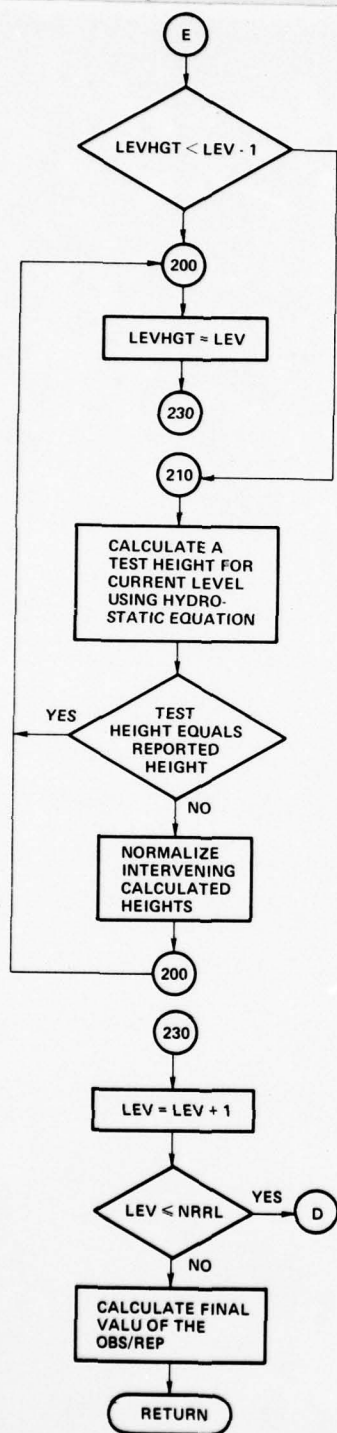 E
LEVHGT < LEV - 1
200
LEVHGT = LEV
230
210
CALCULATE A
TEST HEIGHT FOR
CURRENT LEVEL
USING HYDRO-
STATIC EQUATION
YES
TEST
HEIGHT EQUALS
REPORTED
HEIGHT
NO
NORMALIZE
INTERVENING
CALCULATED
HEIGHTS
200
230
LEV = LEV + 1
LEV ≤ NRRL
YES
D
NO
CALCULATE FINAL
VALU OF THE
OBS/REP
RETURN